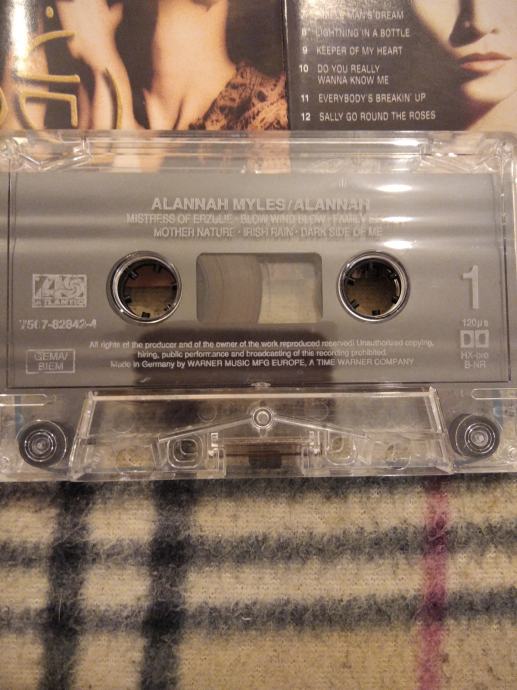 MAN'S DREAM
8 LIGHTNING IN A BOTTLE
9 KEEPER OF MY HEART
10 DO YOU REALLY
WANNA KNOW ME
11 EVERYBODY'S BREAKIN' UP
12 SALLY GO ROUND THE ROSES
ALANNAH MYLES/ALANNAH
MISTRESS OF ERZULIE · BLOW WIND BLOW · FAMILY
MOTHER NATURE · IRISH RAIN · DARK SIDE OF ME
ATLANTIC
7567-82842-4
GEMA/
BIEM
1
120µs
HX-pro
B-NR
All rights of the producer and of the owner of the work reproduced reserved! Unauthorized copying,
hiring, public performance and broadcasting of this recording prohibited.
Made in Germany by WARNER MUSIC MFG EUROPE, A TIME WARNER COMPANY